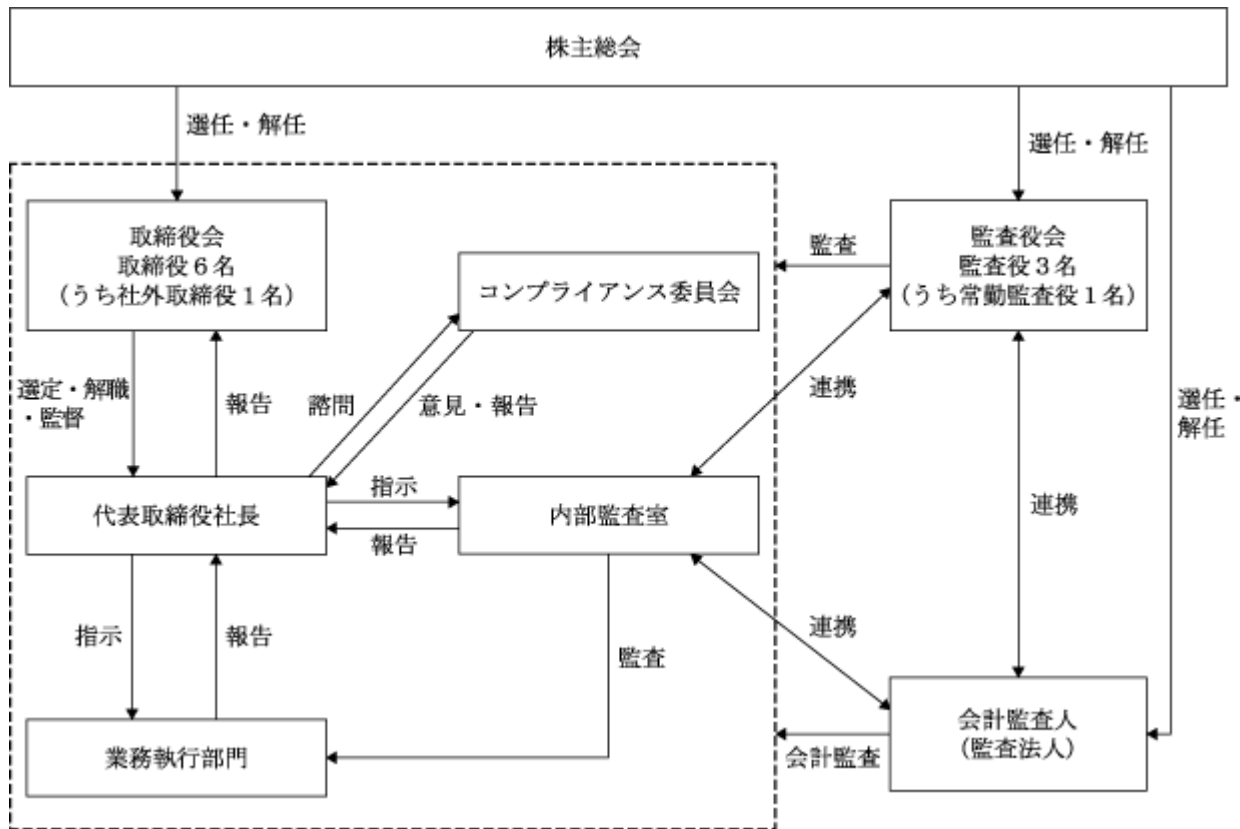 株主総会
選任・解任
選任・解任
取締役会
取締役6名
(うち社外取締役1名)
コンプライアンス委員会
監査
監査役会
監査役3名
(うち常勤監査役1名)
選定・解職
・監督
報告
諮問
意見・報告
連携
選任・
解任
代表取締役社長
指示
報告
内部監査室
連携
指示
報告
監査
連携
業務執行部門
会計監査
会計監査人
(監査法人)